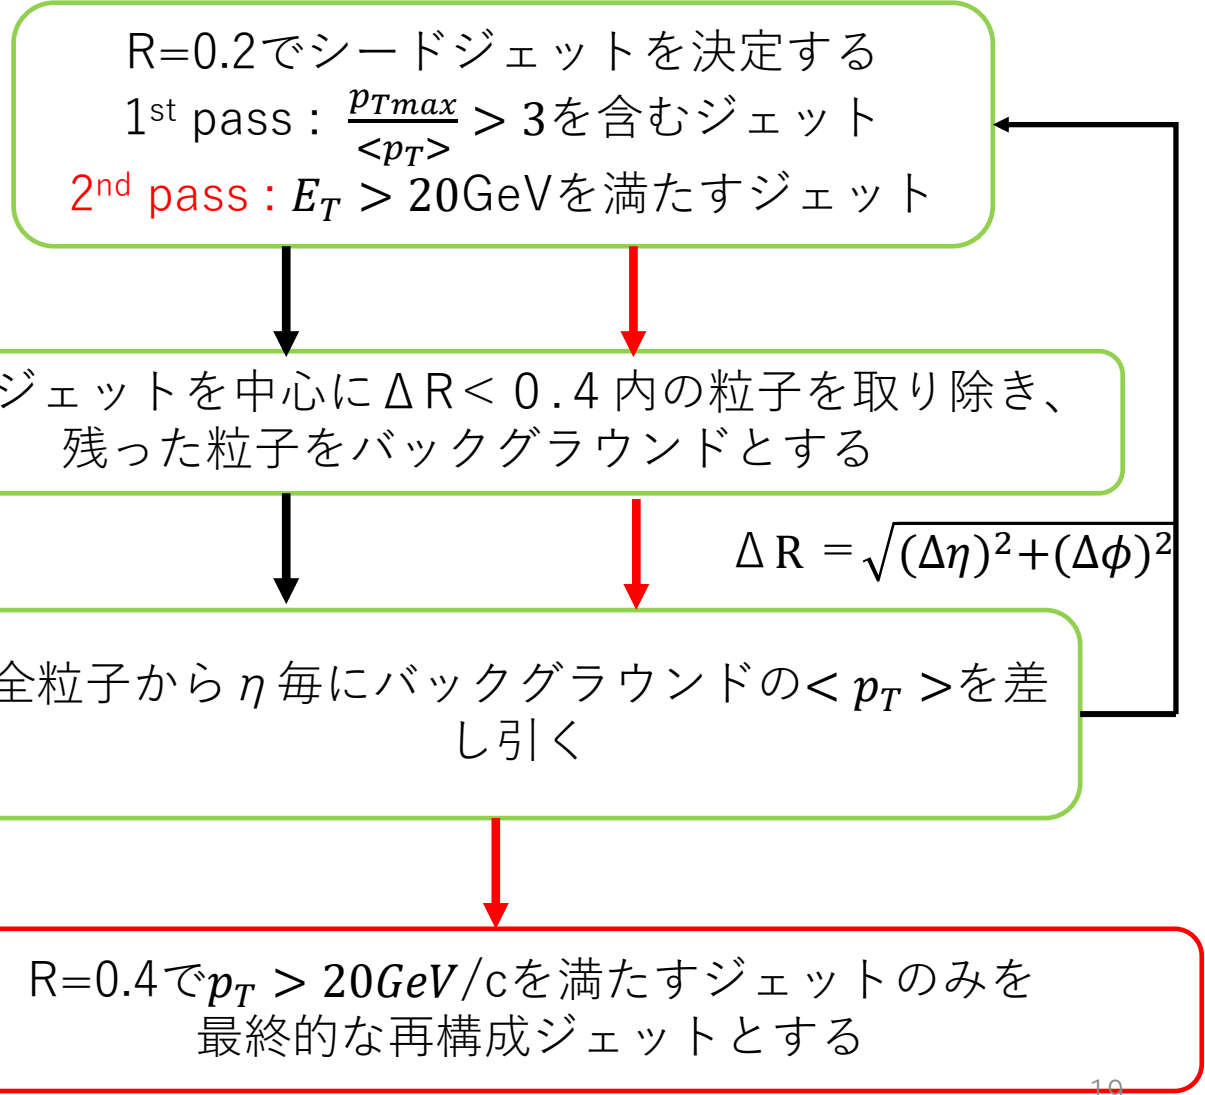 R=0.2でシードジェットを決定する
1st pass : pTmax/<pT> > 3を含むジェット
2nd pass : ET > 20GeVを満たすジェット
ジェットを中心にΔR< 0.4内の粒子を取り除き、
残った粒子をバックグラウンドとする
ΔR = √(Δη)²+(Δϕ)²
全粒子からη毎にバックグラウンドの< pT >を差
し引く
R=0.4でpT > 20GeV/cを満たすジェットのみを
最終的な再構成ジェットとする